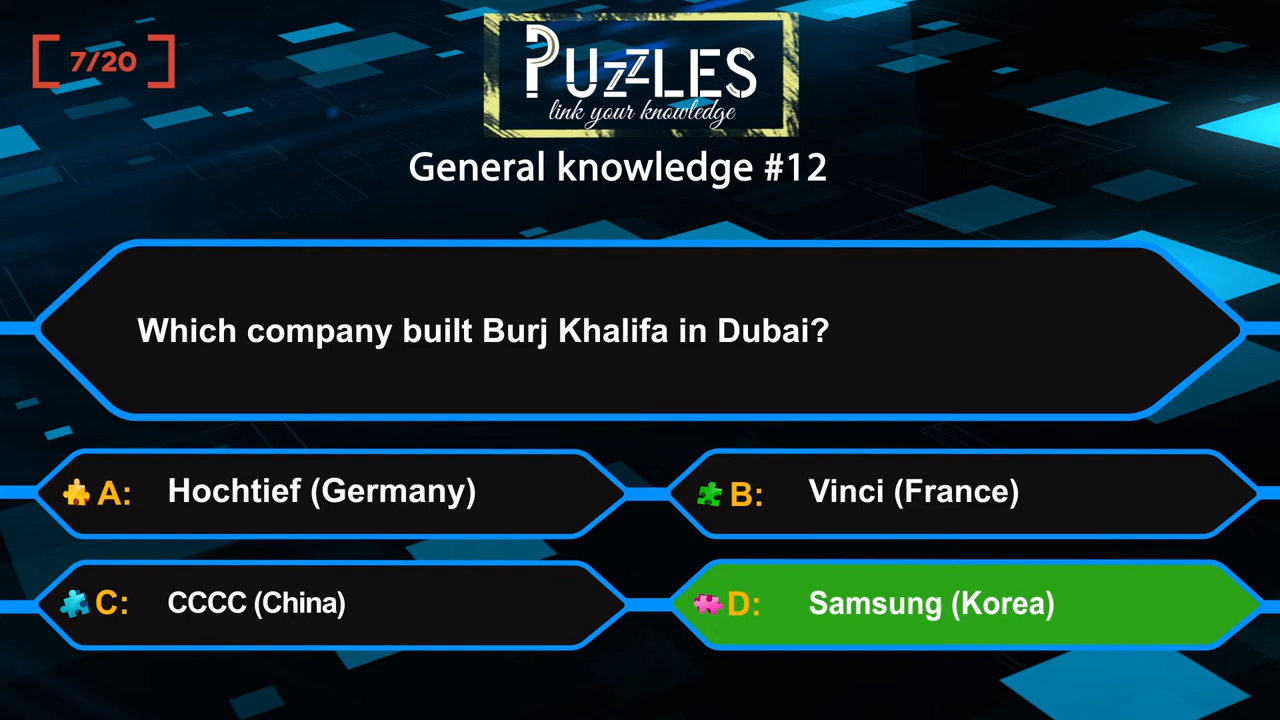 7/20
PUZZLES
link your knowledge
General knowledge #12
Which company built Burj Khalifa in Dubai?
A: Hochtief (Germany)
B: Vinci (France)
C: CCCC (China)
D: Samsung (Korea)